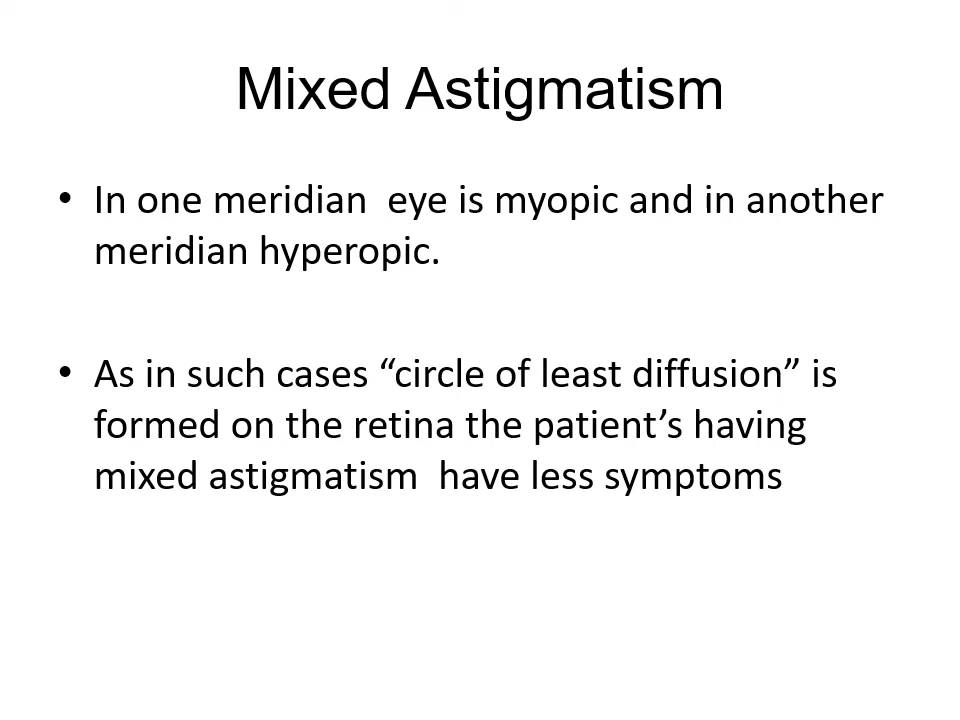 Mixed Astigmatism
• In one meridian  eye is myopic and in another
meridian hyperopic.
• As in such cases “circle of least diffusion” is
formed on the retina the patient’s having
mixed astigmatism  have less symptoms